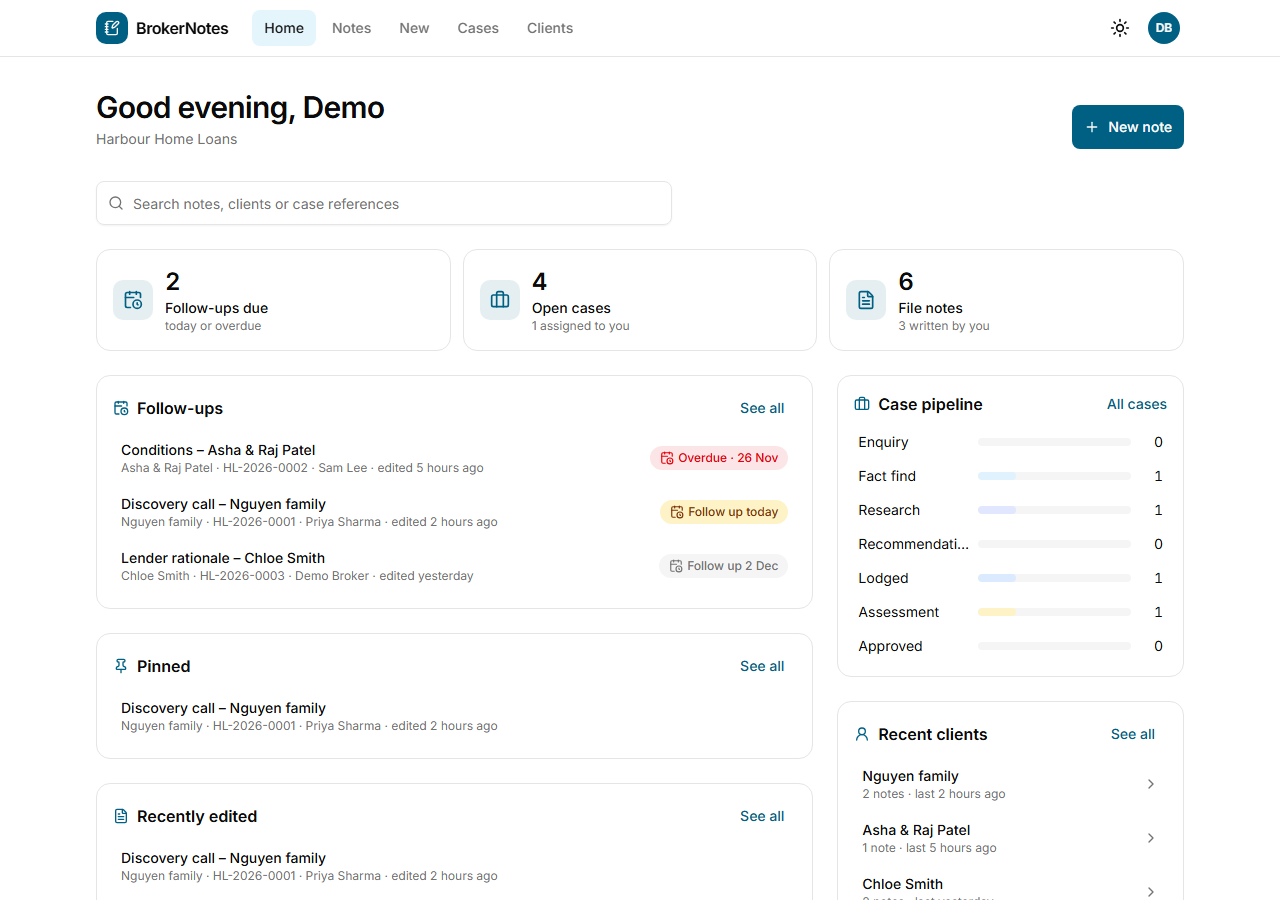 BrokerNotes
Home
Notes
New
Cases
Clients
DB
Good evening, Demo
Harbour Home Loans
New note
Search notes, clients or case references
2
Follow-ups due
today or overdue
4
Open cases
1 assigned to you
6
File notes
3 written by you
Follow-ups
See all
Conditions – Asha & Raj Patel
Asha & Raj Patel · HL-2026-0002 · Sam Lee · edited 5 hours ago
Overdue · 26 Nov
Discovery call – Nguyen family
Nguyen family · HL-2026-0001 · Priya Sharma · edited 2 hours ago
Follow up today
Lender rationale – Chloe Smith
Chloe Smith · HL-2026-0003 · Demo Broker · edited yesterday
Follow up 2 Dec
Pinned
See all
Discovery call – Nguyen family
Nguyen family · HL-2026-0001 · Priya Sharma · edited 2 hours ago
Recently edited
See all
Discovery call – Nguyen family
Nguyen family · HL-2026-0001 · Priya Sharma · edited 2 hours ago
Case pipeline
All cases
Enquiry 0
Fact find 1
Research 1
Recommendati... 0
Lodged 1
Assessment 1
Approved 0
Recent clients
See all
Nguyen family
2 notes · last 2 hours ago
Asha & Raj Patel
1 note · last 5 hours ago
Chloe Smith